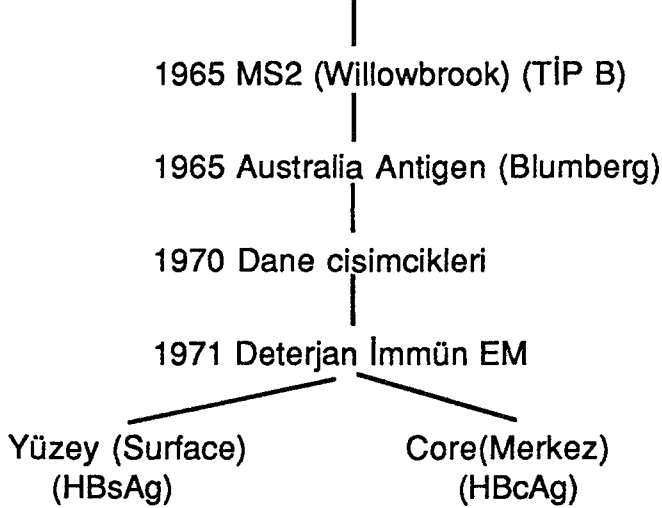 1965 MS2 (Willowbrook) (TİP B)
1965 Australia Antigen (Blumberg)
1970 Dane cisimcikleri
1971 Deterjan İmmün EM
Yüzey (Surface)
(HBsAg)
Core(Merkez)
(HBcAg)